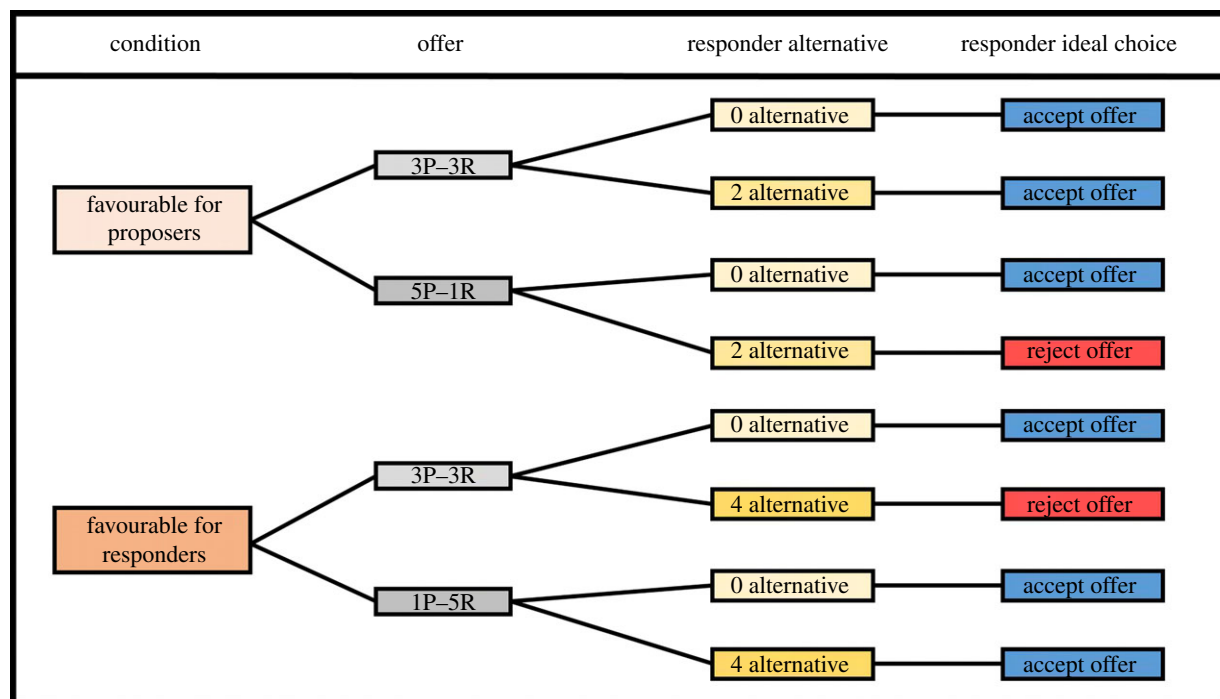 condition offer responder alternative responder ideal choice
0 alternative accept offer
3P–3R
2 alternative accept offer
favourable for
proposers
0 alternative accept offer
5P–1R
2 alternative reject offer
0 alternative accept offer
3P–3R
4 alternative reject offer
favourable for
responders
0 alternative accept offer
1P–5R
4 alternative accept offer